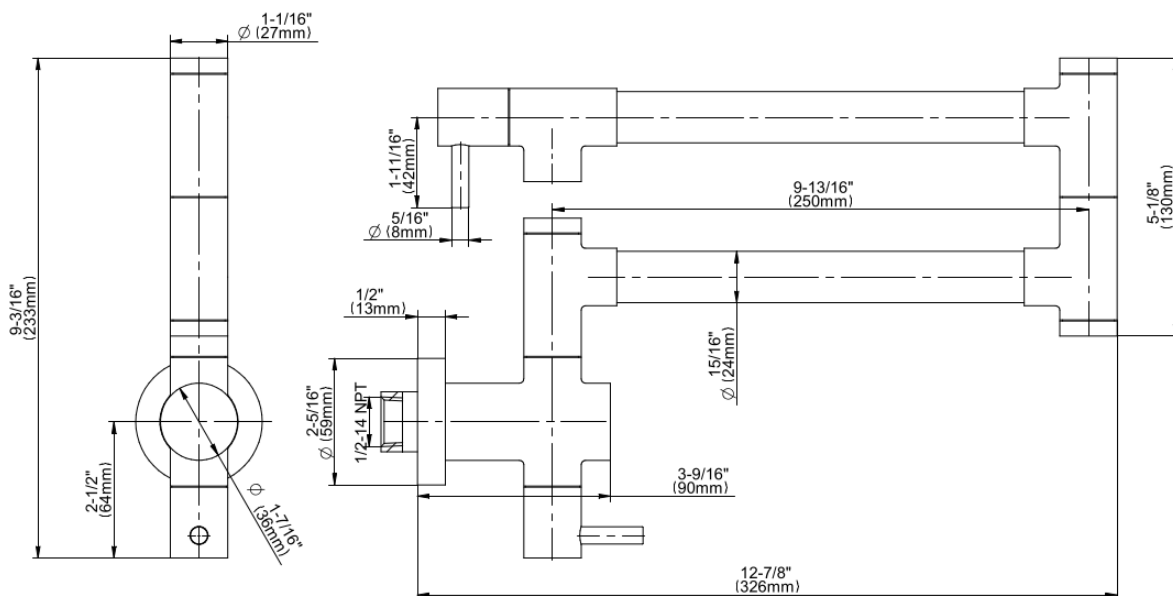 1-1/16"
Ø (27mm)
9-3/16"
(233mm)
2-1/2"
(64mm)
Ø 1-7/16"
(36mm)
1-11/16"
(42mm)
5/16"
Ø (8mm)
9-13/16"
(250mm)
5-1/8"
(130mm)
1/2"
(13mm)
15/16"
Ø (24mm)
2-5/16"
Ø (59mm)
1/2-14 NPT
3-9/16"
(90mm)
12-7/8"
(326mm)